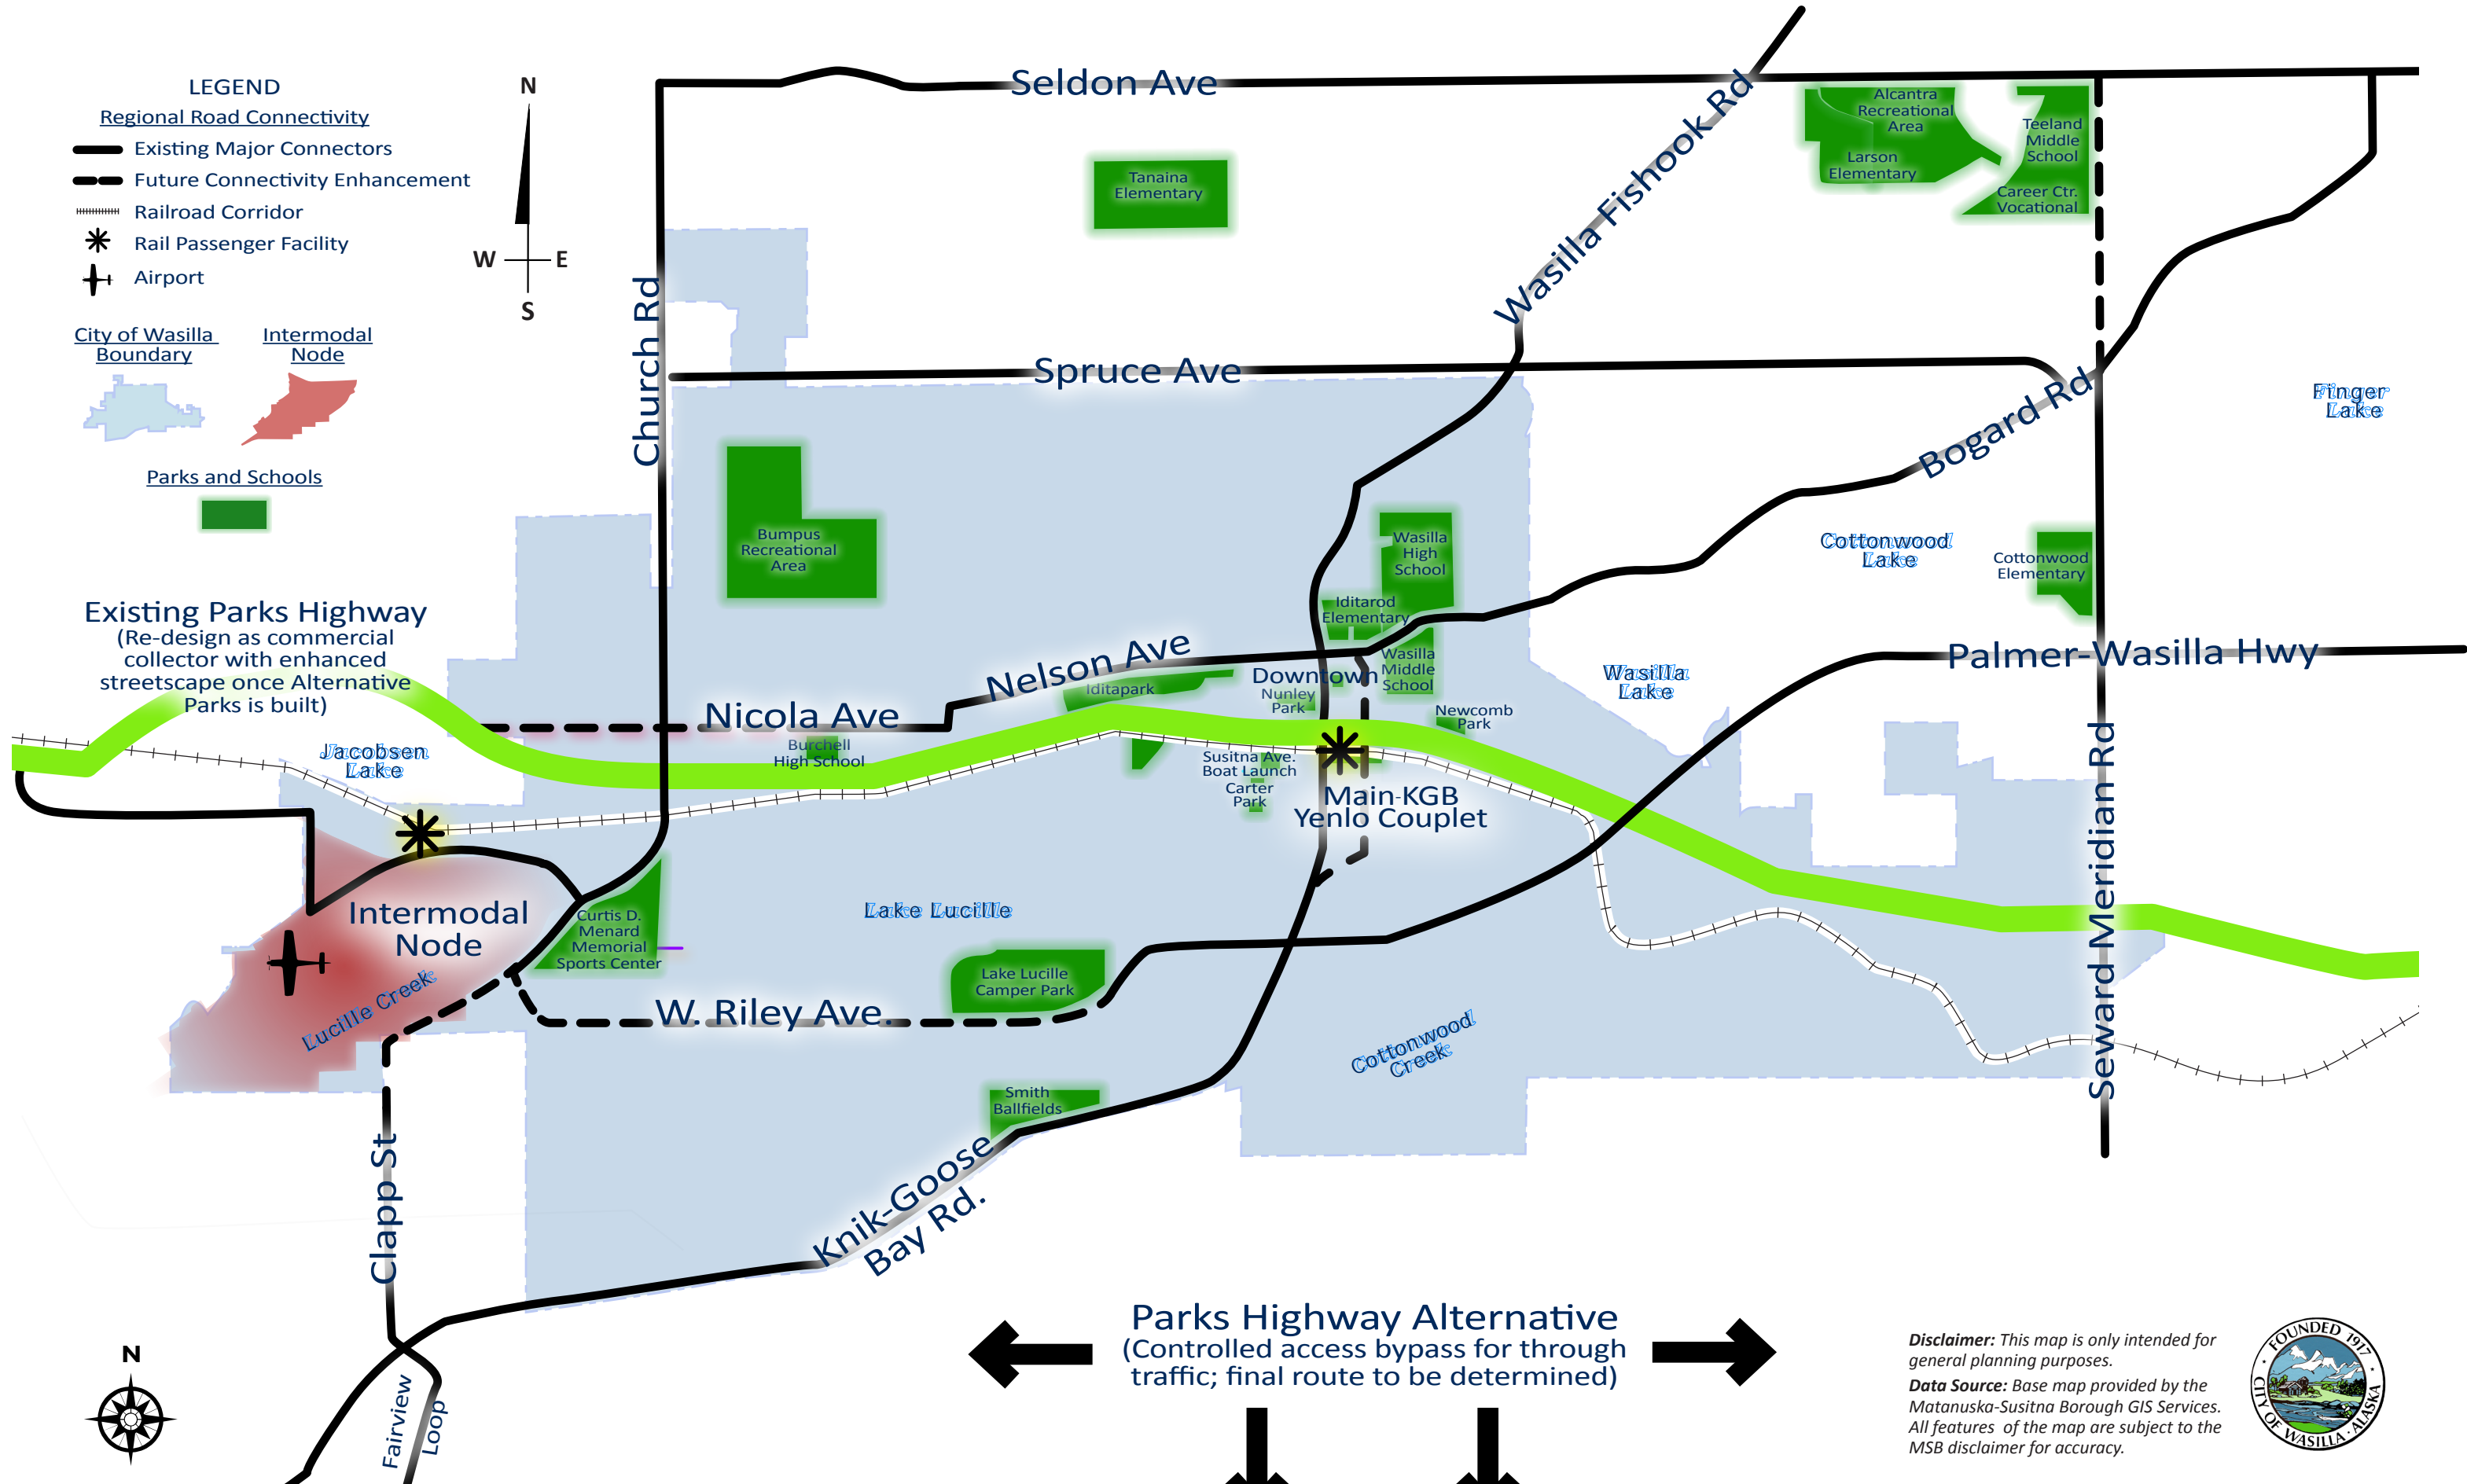 LEGEND
Regional Road Connectivity
Existing Major Connectors
Future Connectivity Enhancement
Railroad Corridor
Rail Passenger Facility
Airport
City of Wasilla
Boundary
Intermodal
Node
Parks and Schools
N
W
E
S
Seldon Ave
Wasilla Fishook Rd
Alcantra
Recreational
Area
Larson
Elementary
Teeland
Middle
School
Career Ctr.
Vocational
Tanaina
Elementary
Church Rd
Spruce Ave
Bogard Rd
Finger
Lake
Bumpus
Recreational
Area
Wasilla
High
School
Cottonwood
Lake
Cottonwood
Elementary
Iditarod
Elementary
Existing Parks Highway
(Re-design as commercial
collector with enhanced
streetscape once Alternative
Parks is built)
Nelson Ave
Wasilla
Middle
School
Palmer-Wasilla Hwy
Downtown
Iditapark
Nunley
Park
Wasilla
Lake
Newcomb
Park
Nicola Ave
Burchell
High School
Jacobsen
Lake
Susitna Ave.
Boat Launch
Carter
Park
Main-KGB
Yenlo Couplet
Seward Meridian Rd
Intermodal
Node
Curtis D.
Menard
Memorial
Sports Center
Lake Lucille
Lucille Creek
Lake Lucille
Camper Park
W. Riley Ave.
Cottonwood
Creek
Smith
Ballfields
Clapp St
Knik-Goose
Bay Rd.
Fairview
Loop
N
Parks Highway Alternative
(Controlled access bypass for through
traffic; final route to be determined)
Disclaimer: This map is only intended for
general planning purposes.
Data Source: Base map provided by the
Matanuska-Susitna Borough GIS Services.
All features of the map are subject to the
MSB disclaimer for accuracy.
FOUNDED 1917
CITY OF WASILLA · ALASKA